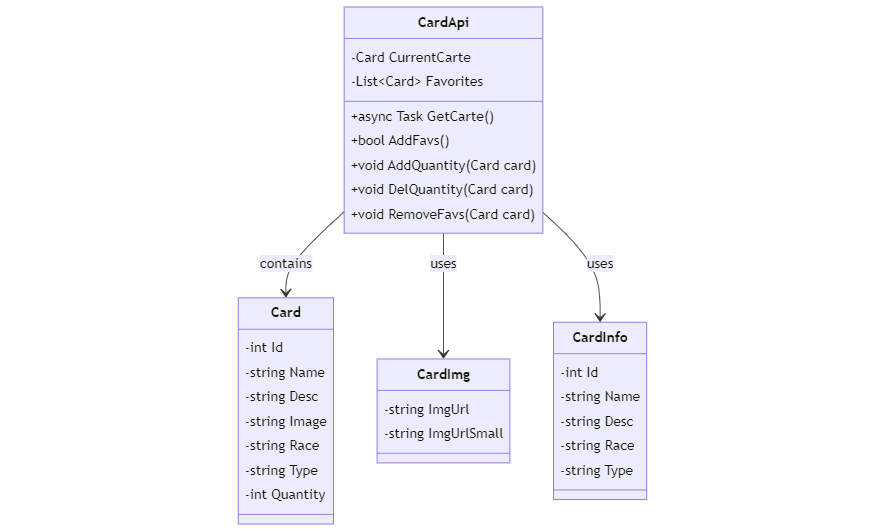 CardApi
-Card CurrentCarte
-List<Card> Favorites
+async Task GetCarte()
+bool AddFavs()
+void AddQuantity(Card card)
+void DelQuantity(Card card)
+void RemoveFavs(Card card)
contains
uses
uses
Card
-int Id
-string Name
-string Desc
-string Image
-string Race
-string Type
-int Quantity
CardImg
-string ImgUrl
-string ImgUrlSmall
CardInfo
-int Id
-string Name
-string Desc
-string Race
-string Type